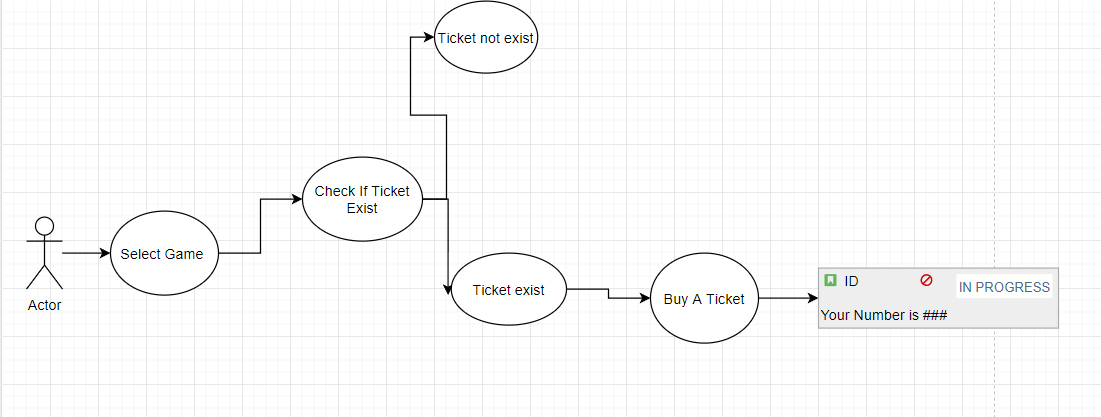 Ticket not exist
Check If Ticket
Exist
Select Game
Actor
Ticket exist
Buy A Ticket
ID
IN PROGRESS
Your Number is ###